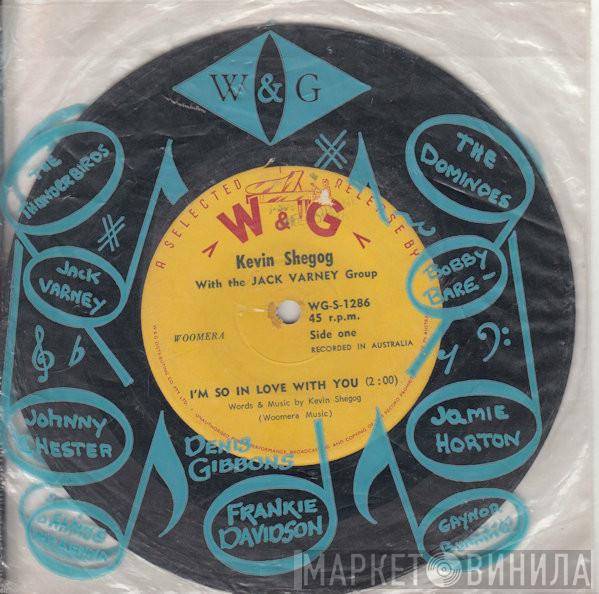 W & G
THE
THUNDERBIRDS
THE
DOMINOES
JACK
VARNEY
BOBBY
BARE
A SELECTED RELEASE BY
W & G
Kevin Shegog
With the JACK VARNEY Group
WG-S-1286
45 r.p.m.
WOOMERA
Side one
RECORDED IN AUSTRALIA
I'M SO IN LOVE WITH YOU (2:00)
Words & Music by Kevin Shegog
(Woomera Music)
JOHNNY
CHESTER
JAMIE
HORTON
DENIS
GIBBONS
FRANKIE
DAVIDSON
GAYNOR
МАРКЕТ ВИНИЛА